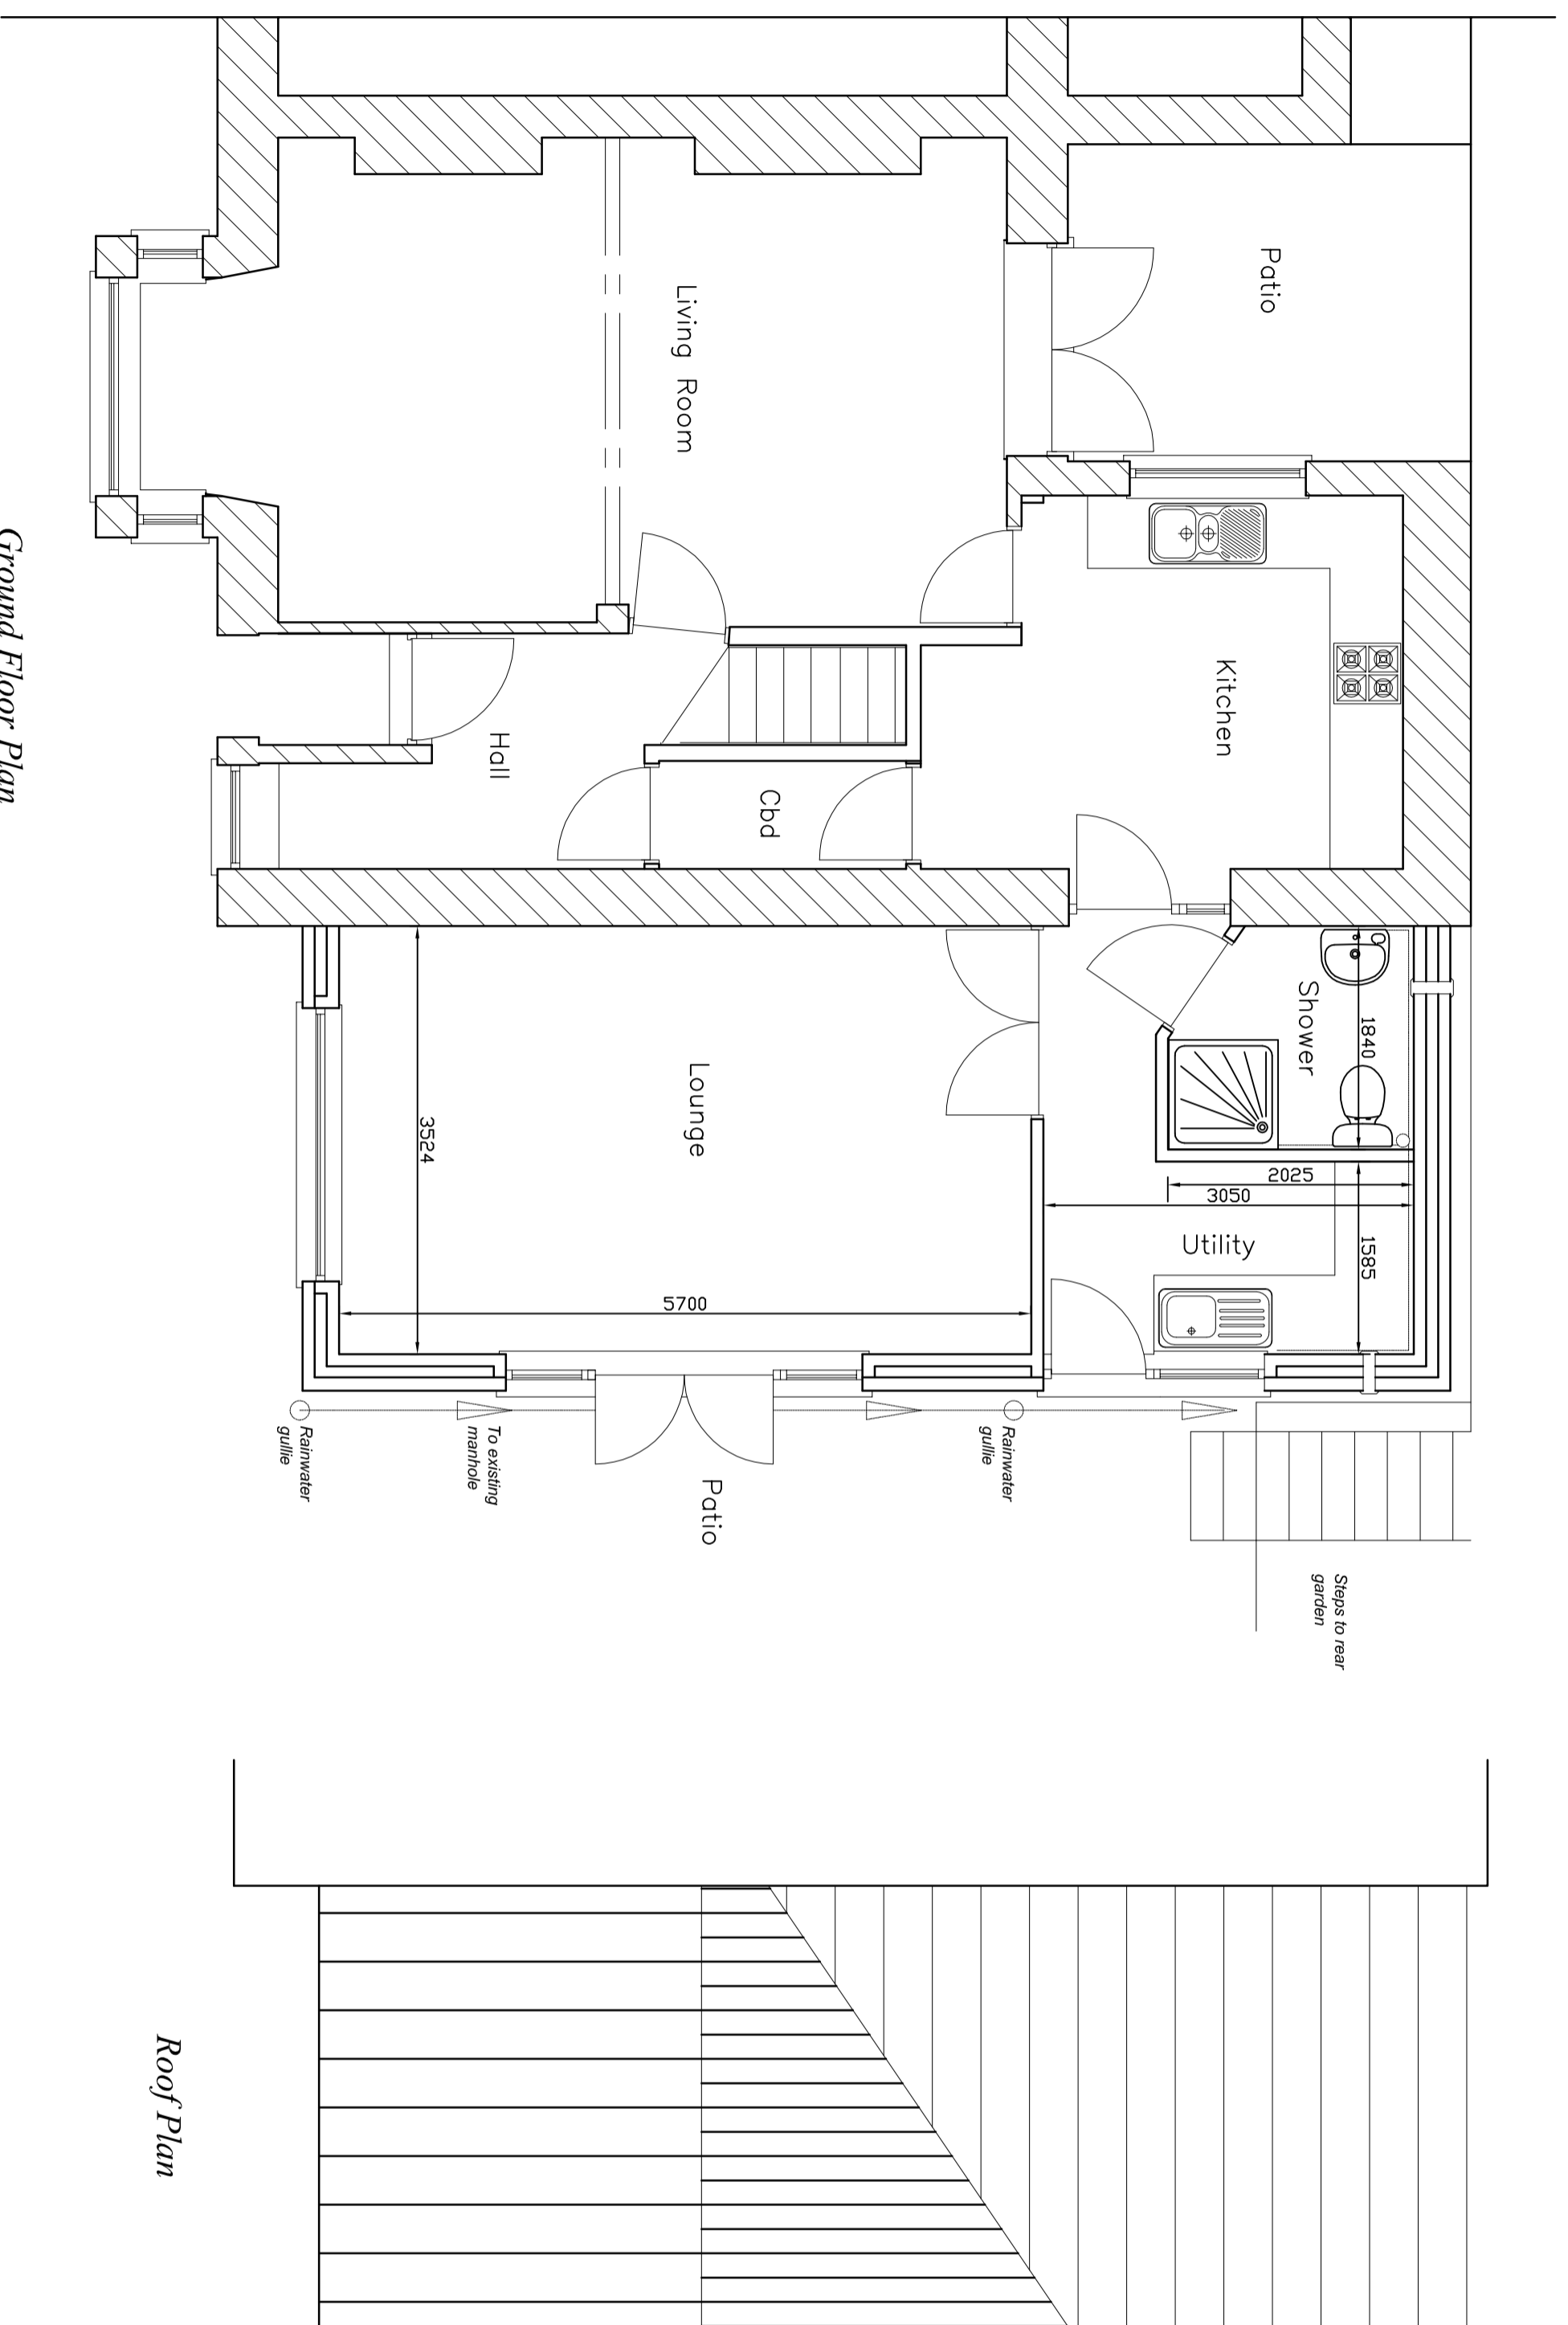 Patio
Living Room
Kitchen
Hall
Cbd
Shower
1840
Lounge
3524
2025
3050
Utility
1585
5700
Rainwater
gullie
To existing
manhole
Patio
Rainwater
gullie
Steps to rear
garden
Ground Floor Plan
Roof Plan